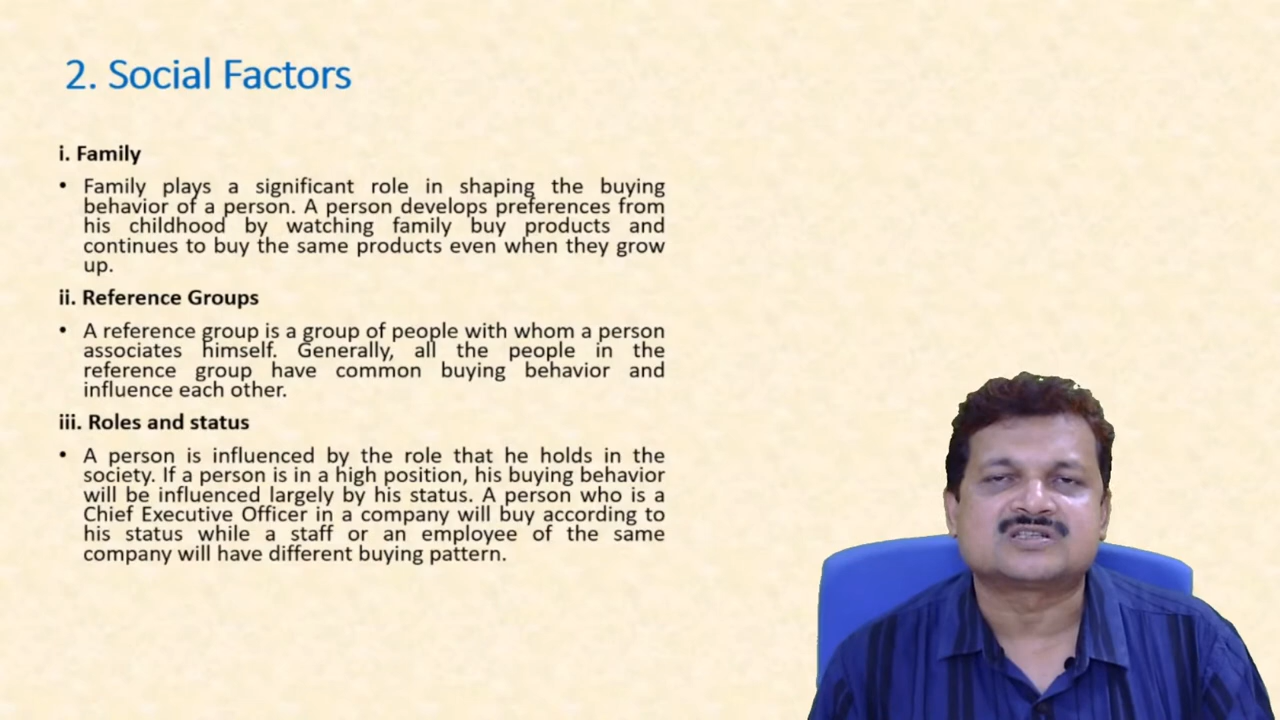 2. Social Factors
i. Family
• Family plays a significant role in shaping the buying
behavior of a person. A person develops preferences from
his childhood by watching family buy products and
continues to buy the same products even when they grow
up.
ii. Reference Groups
• A reference group is a group of people with whom a person
associates himself. Generally, all the people in the
reference group have common buying behavior and
influence each other.
iii. Roles and status
• A person is influenced by the role that he holds in the
society. If a person is in a high position, his buying behavior
will be influenced largely by his status. A person who is a
Chief Executive Officer in a company will buy according to
his status while a staff or an employee of the same
company will have different buying pattern.